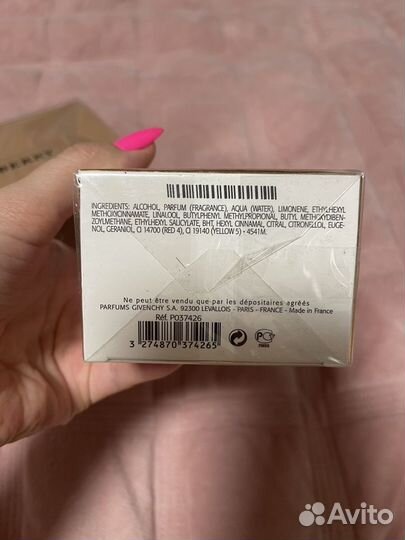 BERRY
INGREDIENTS: ALCOHOL, PARFUM (FRAGRANCE), AQUA (WATER), LIMONENE, ETHYLHEXYL
METHOXYCINNAMATE, LINALOOL, BUTYLPHENYL METHYLPROPIONAL, BUTYL METHOXYDIBEN-
ZOYLMETHANE, ETHYLHEXYL SALICYLATE, BHT, HEXYL CINNAMAL, CITRAL, CITRONELLOL, EUGE-
NOL, GERANIOL, CI 14700 (RED 4), CI 19140 (YELLOW 5) - 4541M.
Ne peut être vendu que par les dépositaires agréés
PARFUMS GIVENCHY S.A. 92300 LEVALLOIS - PARIS - FRANCE - Made in France
Réf. P037426
3 274870 374265
Avito